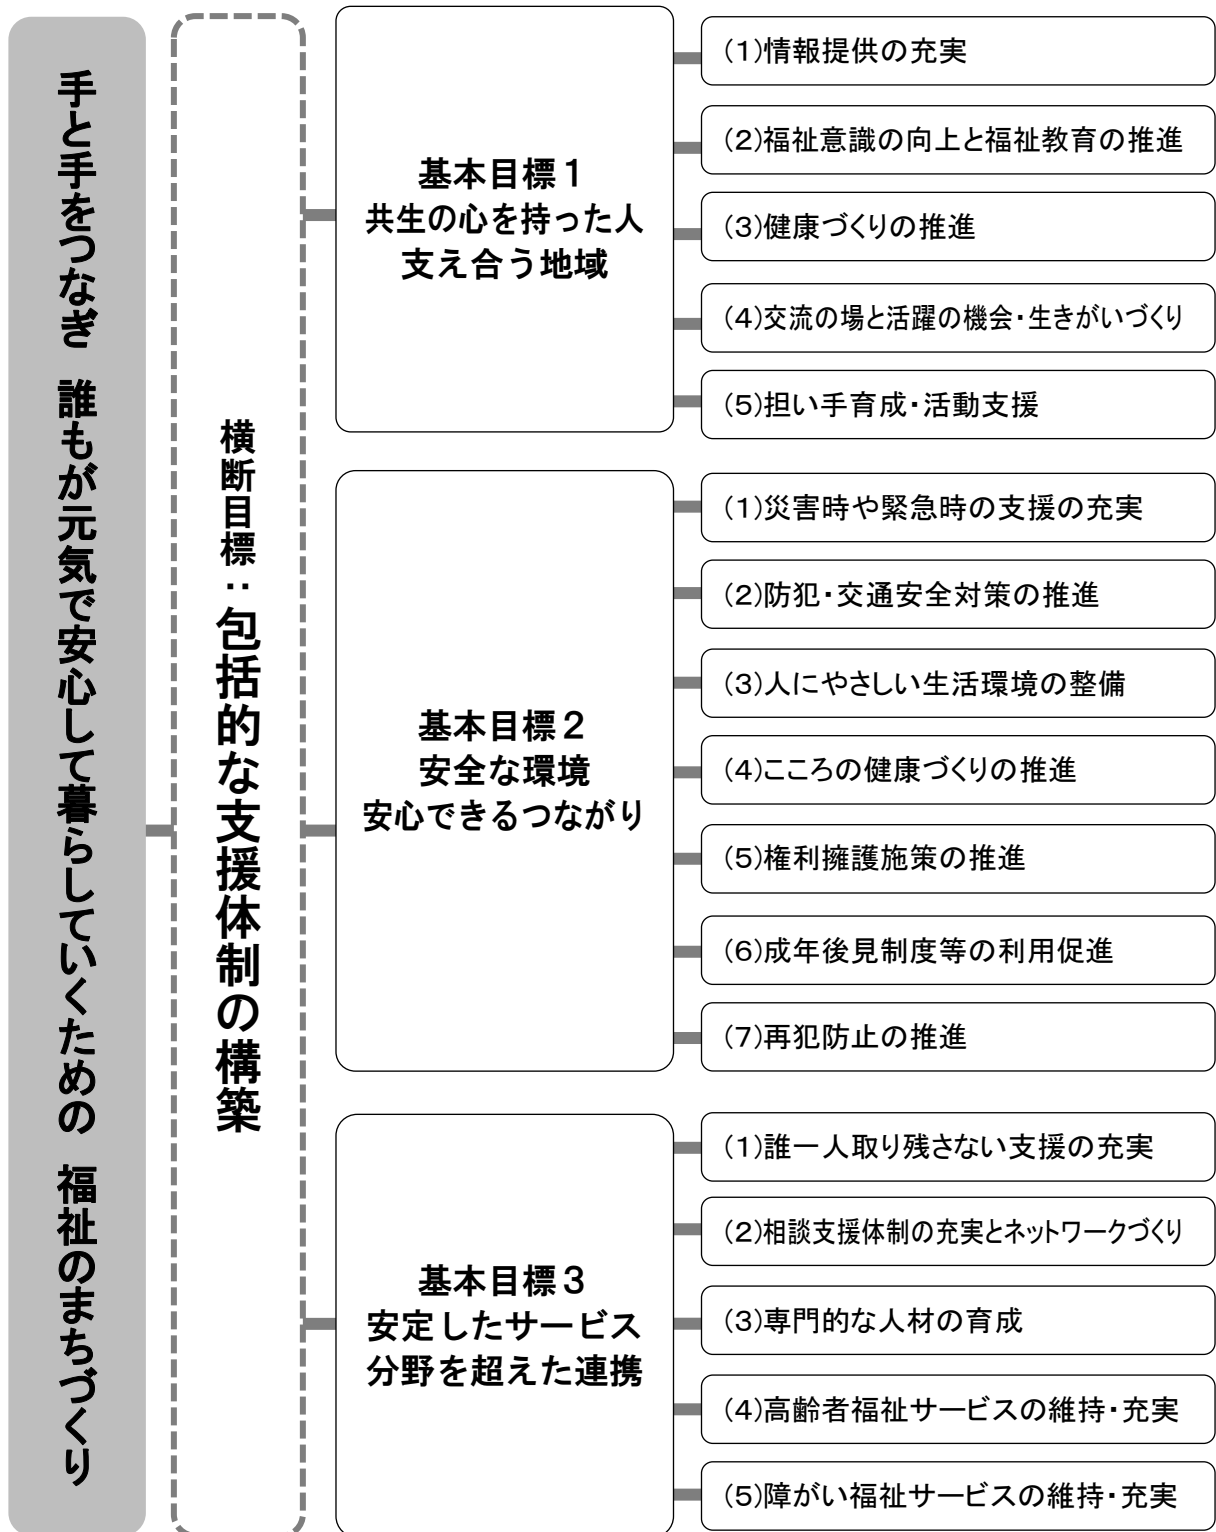 手と手をつなぎ　誰もが元気で安心して暮らしていくための　福祉のまちづくり
横断目標：包括的な支援体制の構築
基本目標１
共生の心を持った人
支え合う地域
（１）情報提供の充実
（２）福祉意識の向上と福祉教育の推進
（３）健康づくりの推進
（４）交流の場と活躍の機会・生きがいづくり
（５）担い手育成・活動支援
基本目標２
安全な環境
安心できるつながり
（１）災害時や緊急時の支援の充実
（２）防犯・交通安全対策の推進
（３）人にやさしい生活環境の整備
（４）こころの健康づくりの推進
（５）権利擁護施策の推進
（６）成年後見制度等の利用促進
（７）再犯防止の推進
基本目標３
安定したサービス
分野を超えた連携
（１）誰一人取り残さない支援の充実
（２）相談支援体制の充実とネットワークづくり
（３）専門的な人材の育成
（４）高齢者福祉サービスの維持・充実
（５）障がい福祉サービスの維持・充実